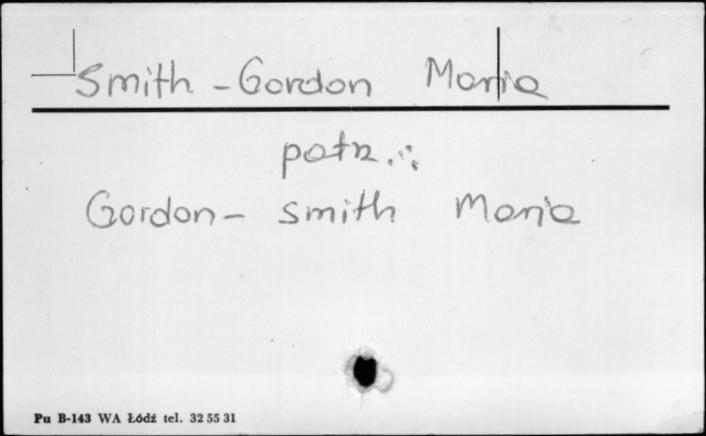 Smith - Gordon Maria
patrz.:
Gordon - Smith Maria
Pu B-143 WA Łódź tel. 32 55 31